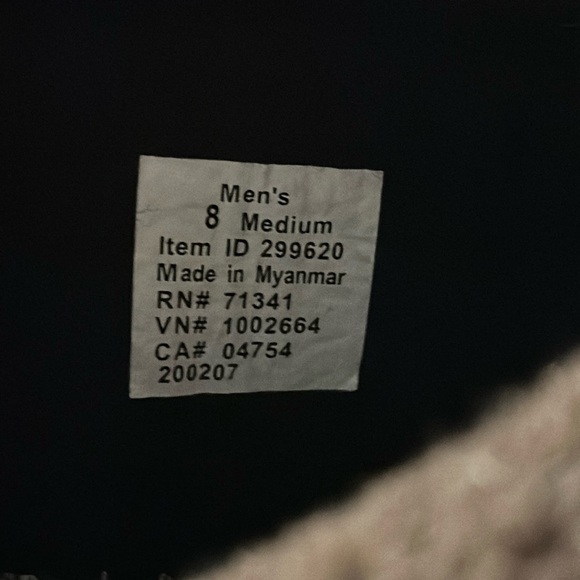 Men's
8 Medium
Item ID 299620
Made in Myanmar
RN# 71341
VN# 1002664
CA# 04754
200207